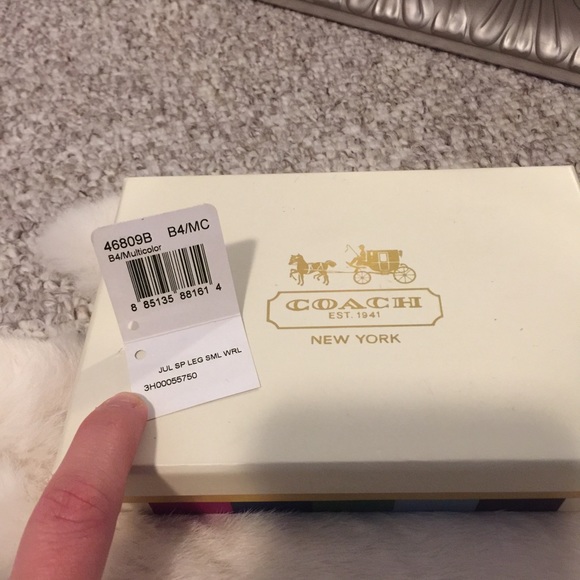 46809B B4/MC
B4/Multicolor
8 85135 88161 4
JUL SP LEG SML WRL
3H00055750
COACH
EST. 1941
NEW YORK